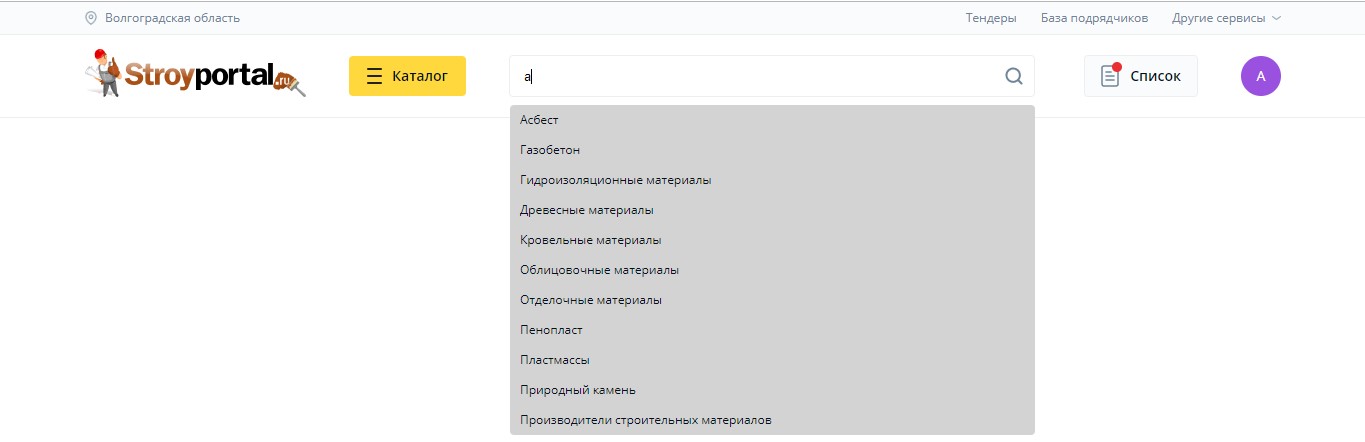 Волгоградская область
Тендеры База подрядчиков Другие сервисы
Stroyportal.ru
Каталог
а
Список
А
Асбест
Газобетон
Гидроизоляционные материалы
Древесные материалы
Кровельные материалы
Облицовочные материалы
Отделочные материалы
Пенопласт
Пластмассы
Природный камень
Производители строительных материалов